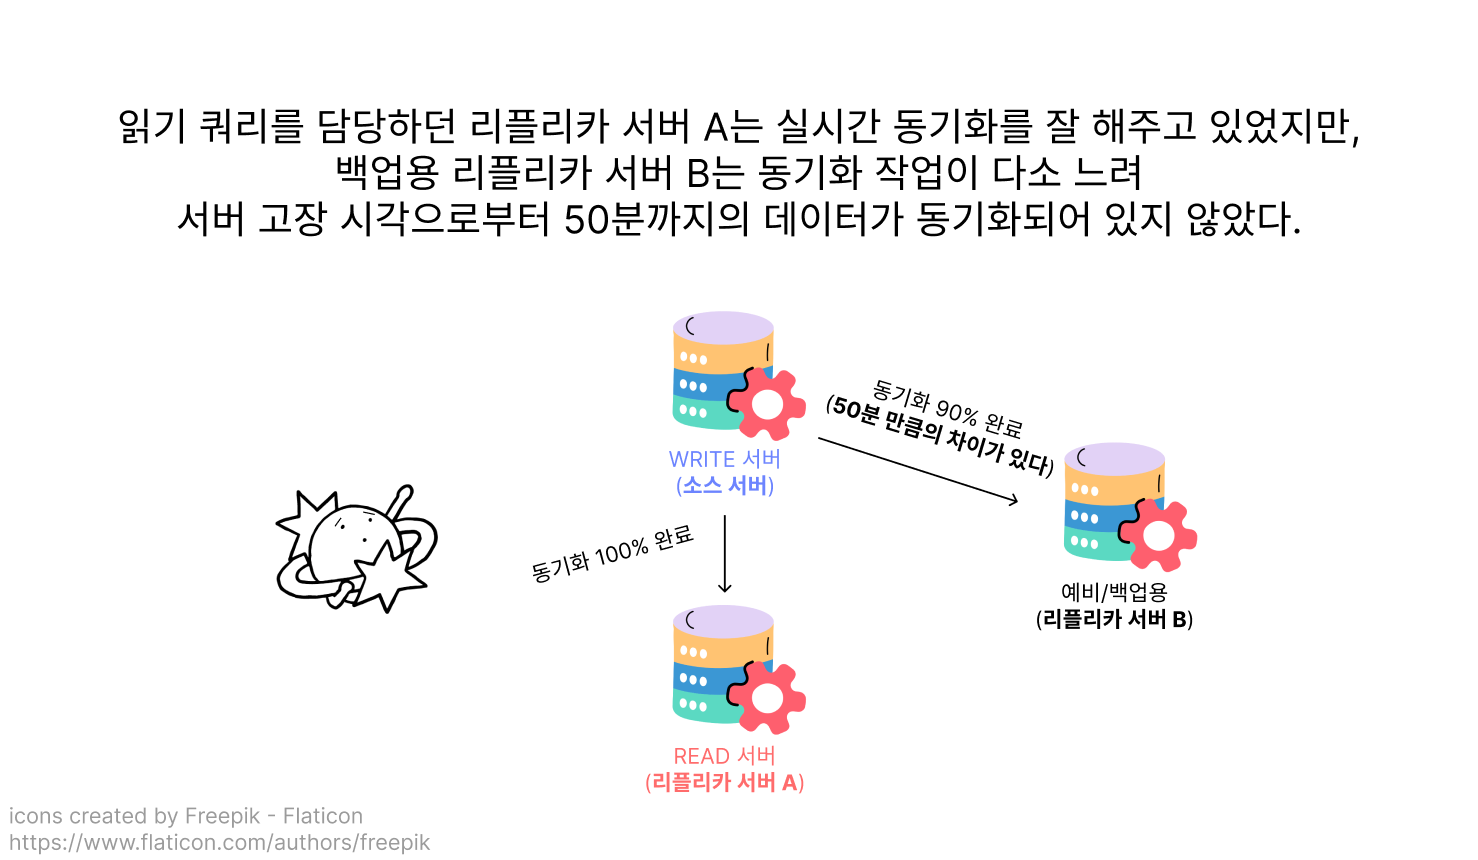 읽기 쿼리를 담당하던 리플리카 서버 A는 실시간 동기화를 잘 해주고 있었지만,
백업용 리플리카 서버 B는 동기화 작업이 다소 느려
서버 고장 시각으로부터 50분까지의 데이터가 동기화되어 있지 않았다.
동기화 90% 완료
(50분 만큼의 차이가 있다)
WRITE 서버
(소스 서버)
동기화 100% 완료
예비/백업용
(리플리카 서버 B)
READ 서버
(리플리카 서버 A)
icons created by Freepik - Flaticon
https://www.flaticon.com/authors/freepik